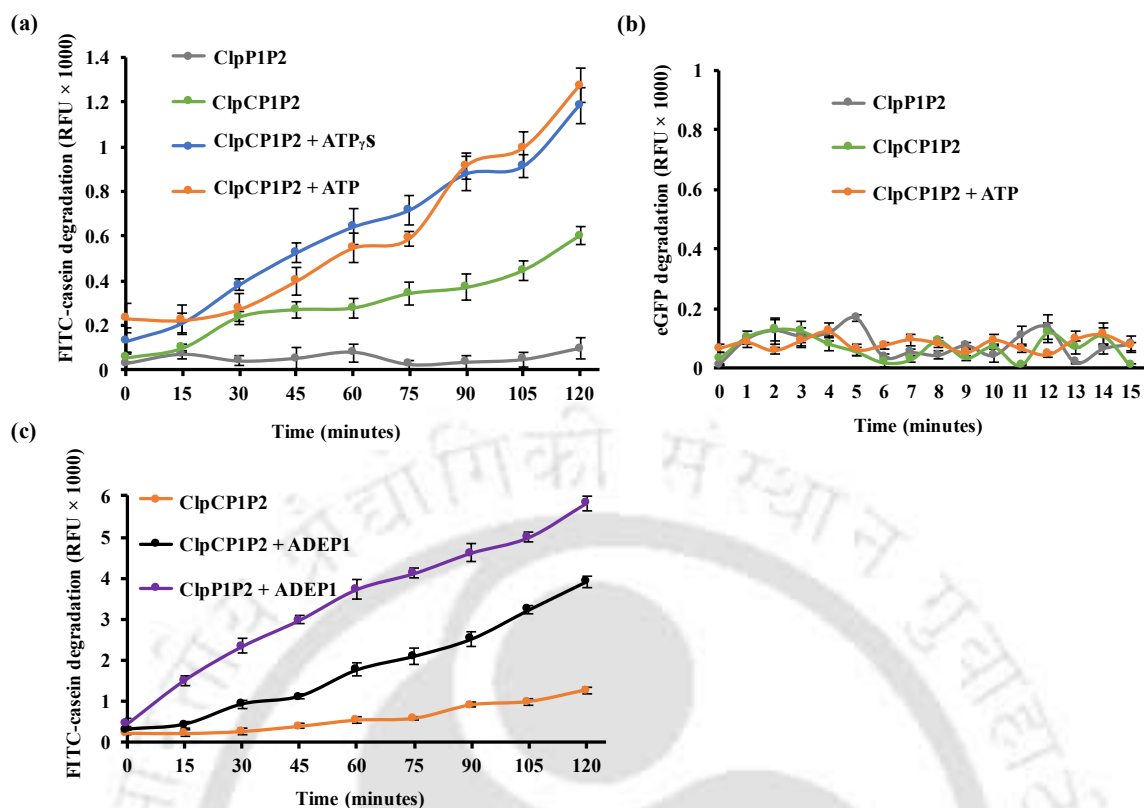 (a)
FITC-casein degradation (RFU × 1000)
1.4
1.2
1
0.8
0.6
0.4
0.2
0
ClpP1P2
ClpCP1P2
ClpCP1P2 + ATPγS
ClpCP1P2 + ATP
0 15 30 45 60 75 90 105 120
Time (minutes)
(b)
eGFP degradation (RFU × 1000)
1
0.8
0.6
0.4
0.2
0
ClpP1P2
ClpCP1P2
ClpCP1P2 + ATP
0 1 2 3 4 5 6 7 8 9 10 11 12 13 14 15
Time (minutes)
(c)
FITC-casein degradation (RFU × 1000)
6
5
4
3
2
1
0
ClpCP1P2
ClpCP1P2 + ADEP1
ClpP1P2 + ADEP1
0 15 30 45 60 75 90 105 120
Time (minutes)